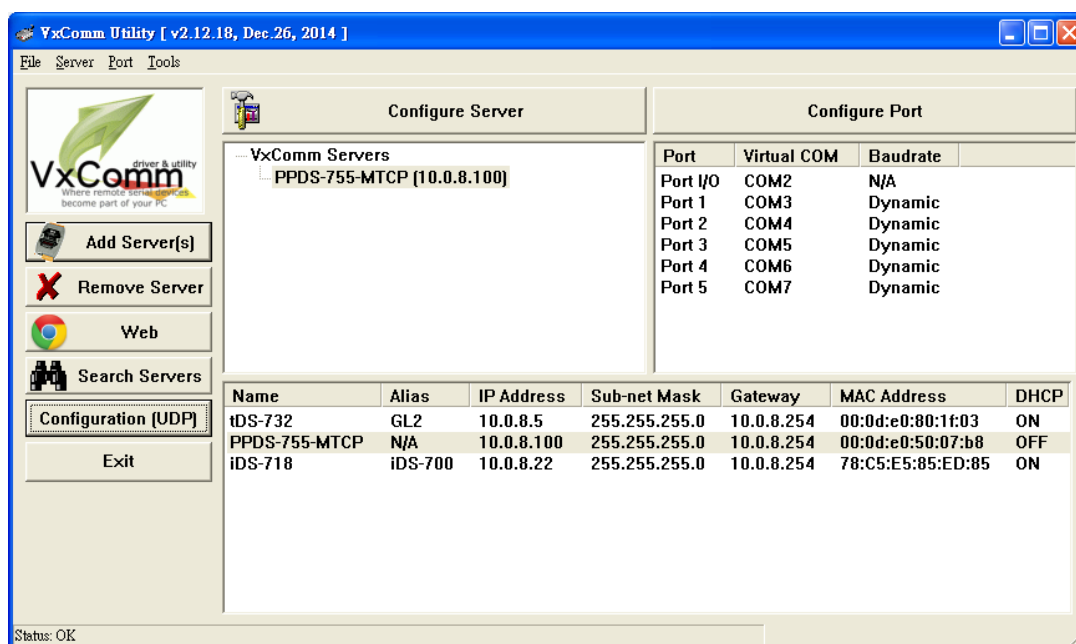 VxComm Utility [ v2.12.18, Dec.26, 2014 ]
File Server Port Tools
VxComm driver & utility
Where remote serial devices
become part of your PC
Add Server(s)
Remove Server
Web
Search Servers
Configuration (UDP)
Exit
Configure Server
VxComm Servers
PPDS-755-MTCP (10.0.8.100)
Configure Port
Port Virtual COM Baudrate
Port I/O COM2 N/A
Port 1 COM3 Dynamic
Port 2 COM4 Dynamic
Port 3 COM5 Dynamic
Port 4 COM6 Dynamic
Port 5 COM7 Dynamic
Name Alias IP Address Sub-net Mask Gateway MAC Address DHCP
tDS-732 GL2 10.0.8.5 255.255.255.0 10.0.8.254 00:0d:e0:80:1f:03 ON
PPDS-755-MTCP N/A 10.0.8.100 255.255.255.0 10.0.8.254 00:0d:e0:50:07:b8 OFF
iDS-718 iDS-700 10.0.8.22 255.255.255.0 10.0.8.254 78:C5:E5:85:ED:85 ON
Status: OK